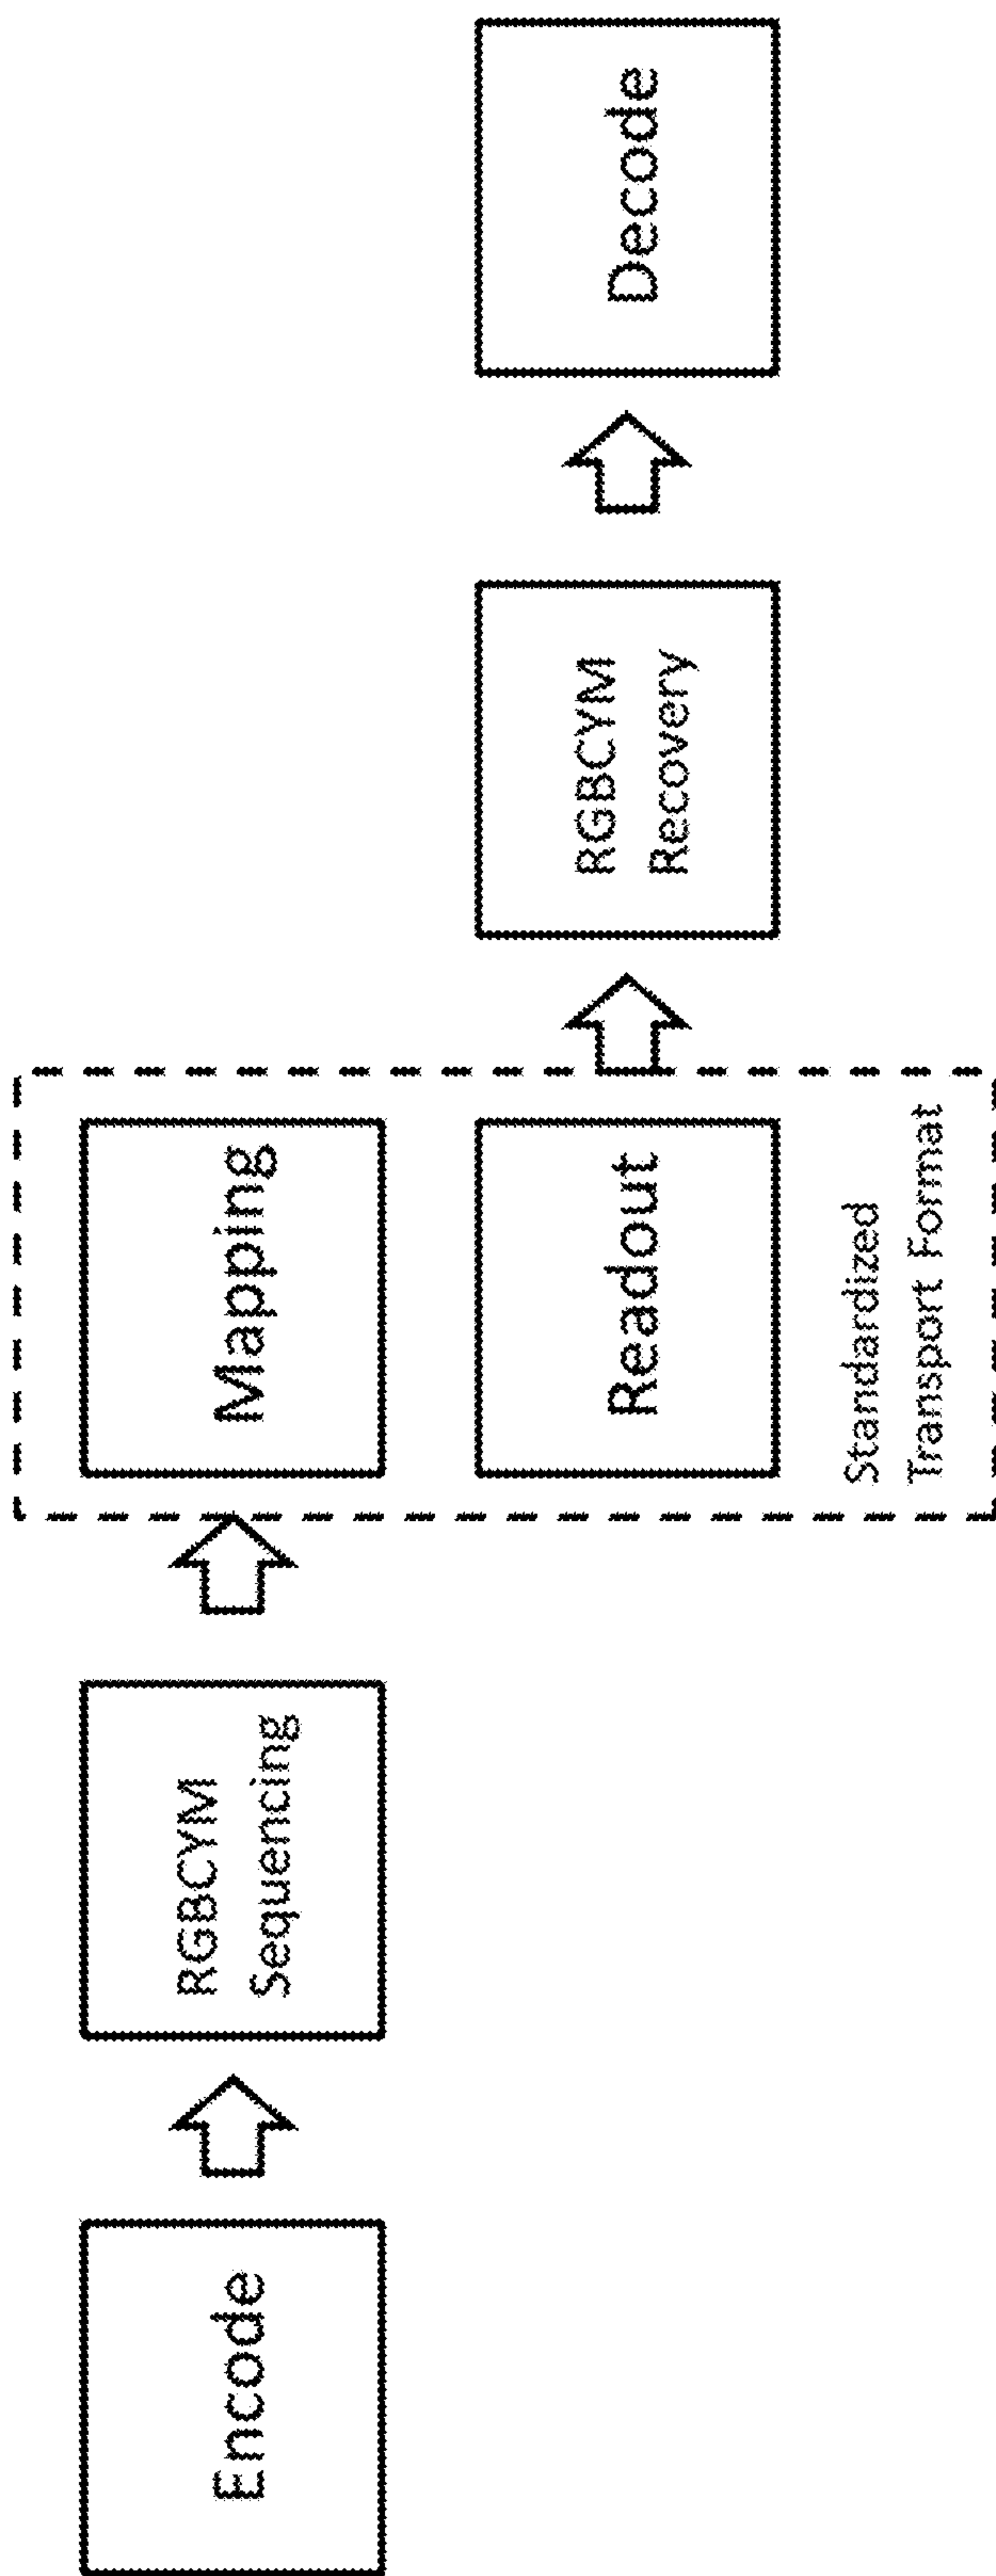 Encode
RGBCYM
Sequencing
Mapping
Readout
Standardized
Transport Format
RGBCYM
Recovery
Decode